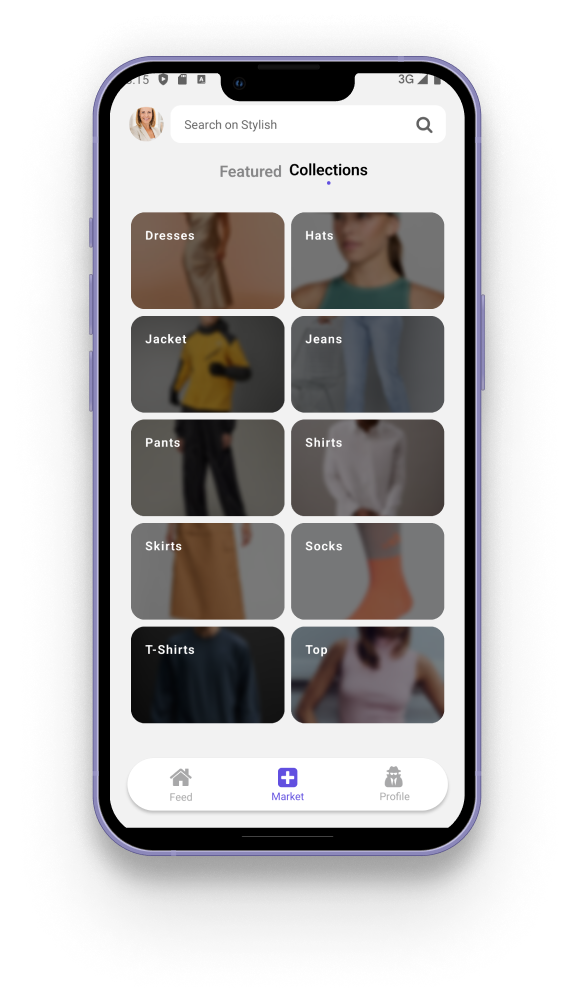 :15
3G
Search on Stylish
Featured Collections
Dresses
Hats
Jacket
Jeans
Pants
Shirts
Skirts
Socks
T-Shirts
Top
Feed
Market
Profile